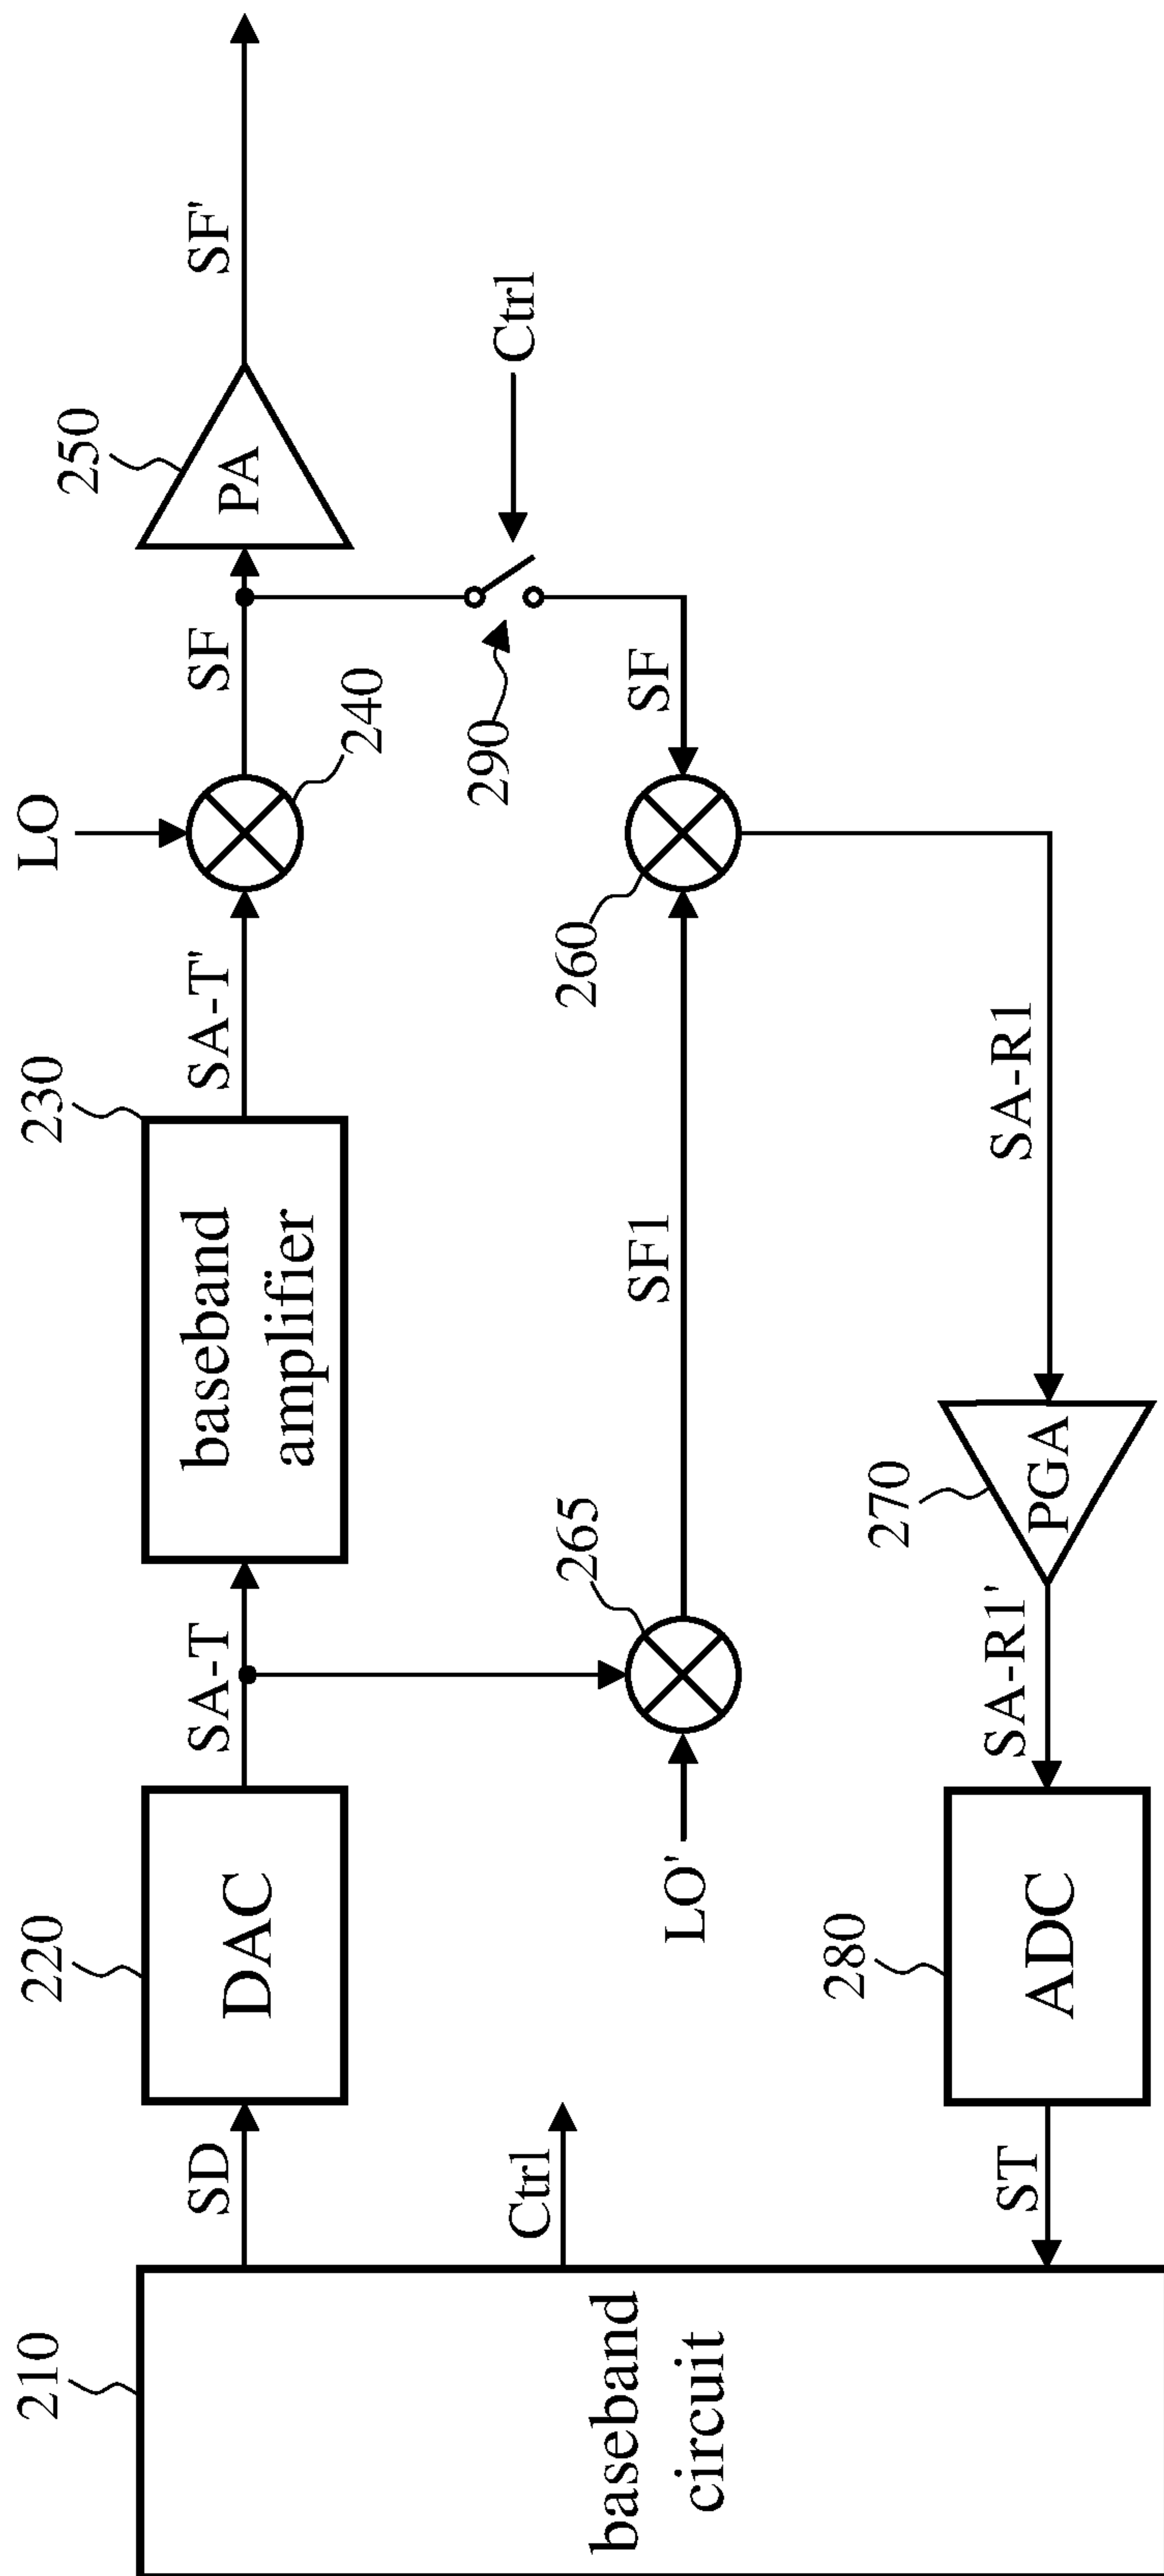 210
baseband
circuit
SD
220
DAC
SA-T
230
baseband
amplifier
SA-T'
LO
240
SF
250
PA
SF'
Ctrl
LO'
265
SF1
260
SF
290
Ctrl
ST
280
ADC
SA-R1'
270
PGA
SA-R1